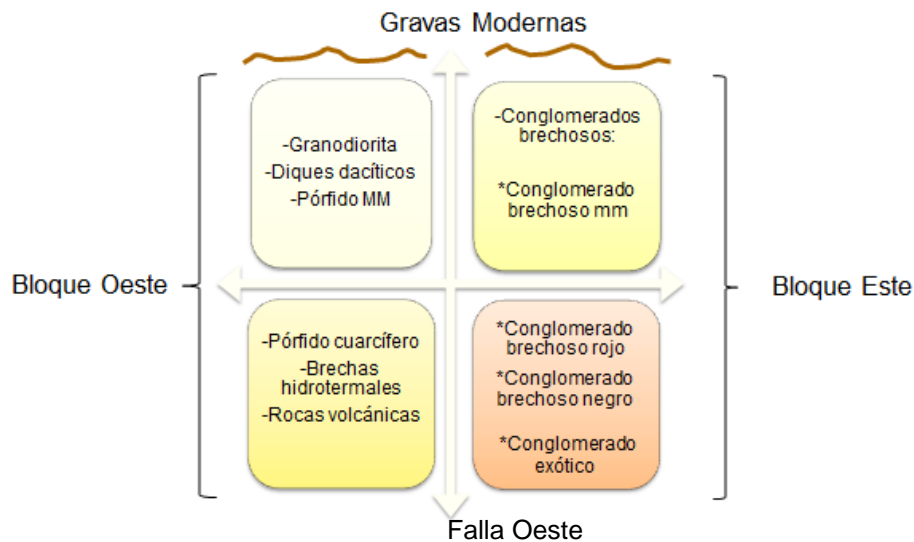 Gravas Modernas
-Granodiorita
-Diques dacíticos
-Pórfido MM
-Conglomerados
brechosos:
*Conglomerado
brechoso mm
Bloque Oeste
Bloque Este
-Pórfido cuarcífero
-Brechas
hidrotermales
-Rocas volcánicas
*Conglomerado
brechoso rojo
*Conglomerado
brechoso negro
*Conglomerado
exótico
Falla Oeste